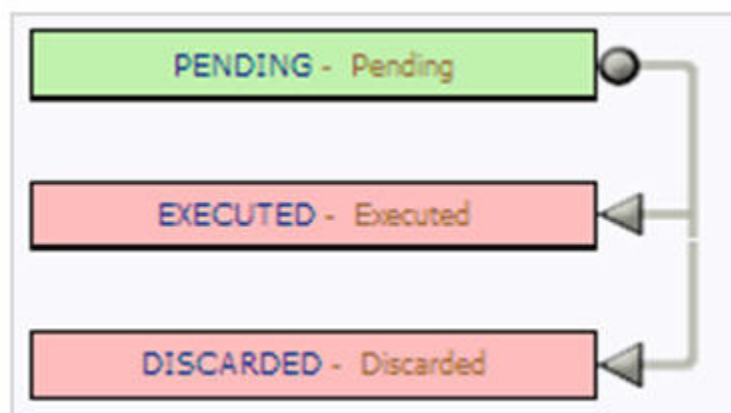 PENDING - Pending
EXECUTED - Executed
DISCARDED - Discarded